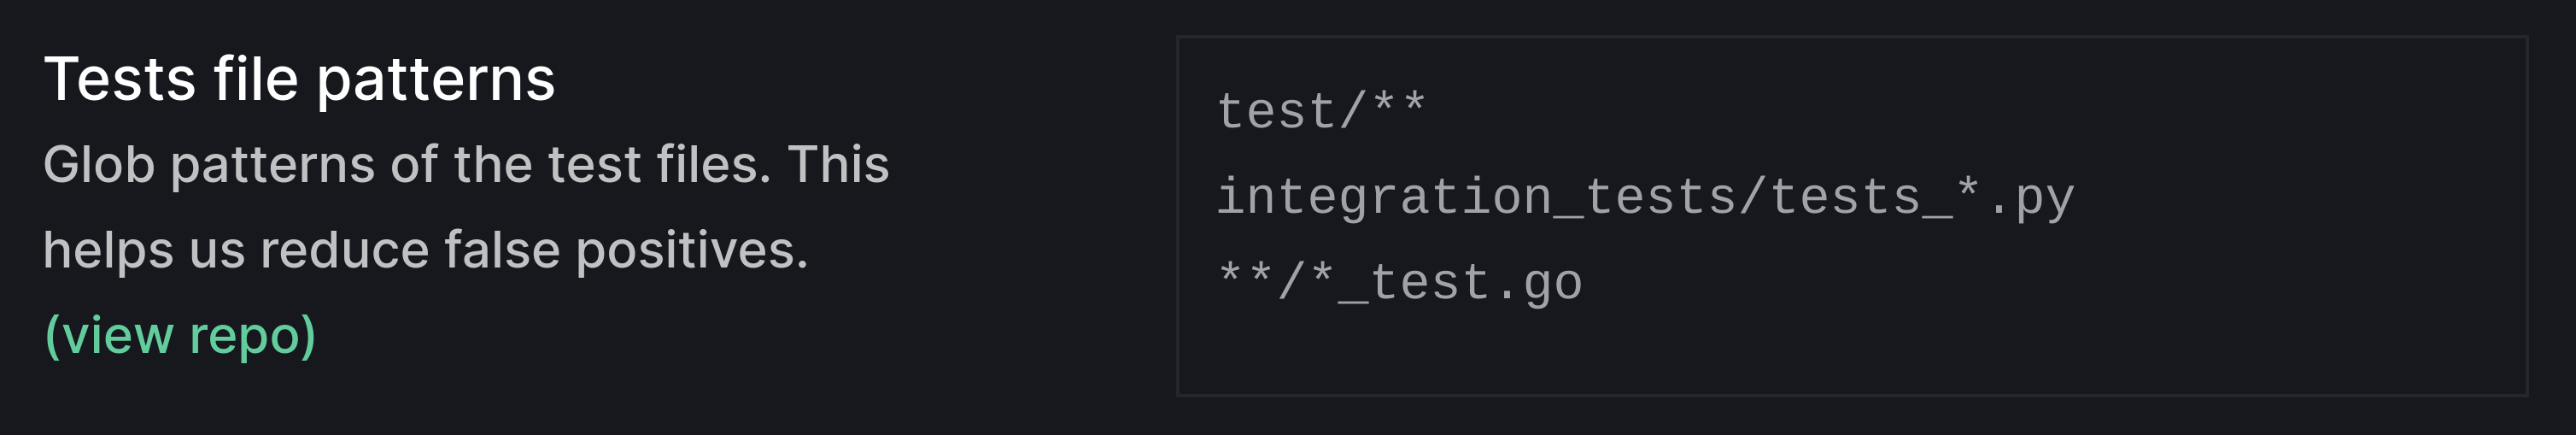 Tests file patterns
Glob patterns of the test files. This
helps us reduce false positives.
(view repo)
test/**
integration_tests/tests_*.py
**/*_test.go